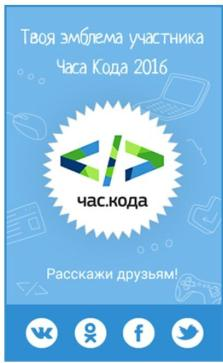 Твоя эмблема участника
Часа Кода 2016
</>
час.кода
Расскажи друзьям!